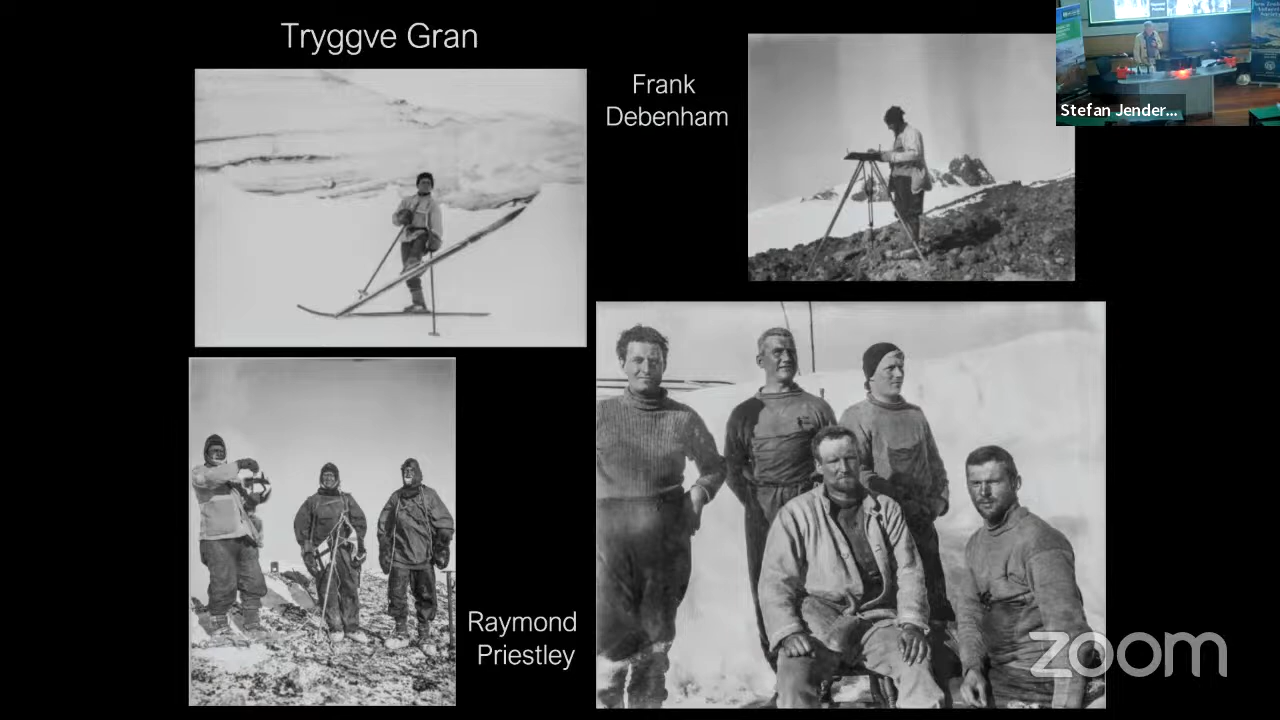 Tryggve Gran
Frank
Debenham
Stefan Jender...
Raymond
Priestley
zoom